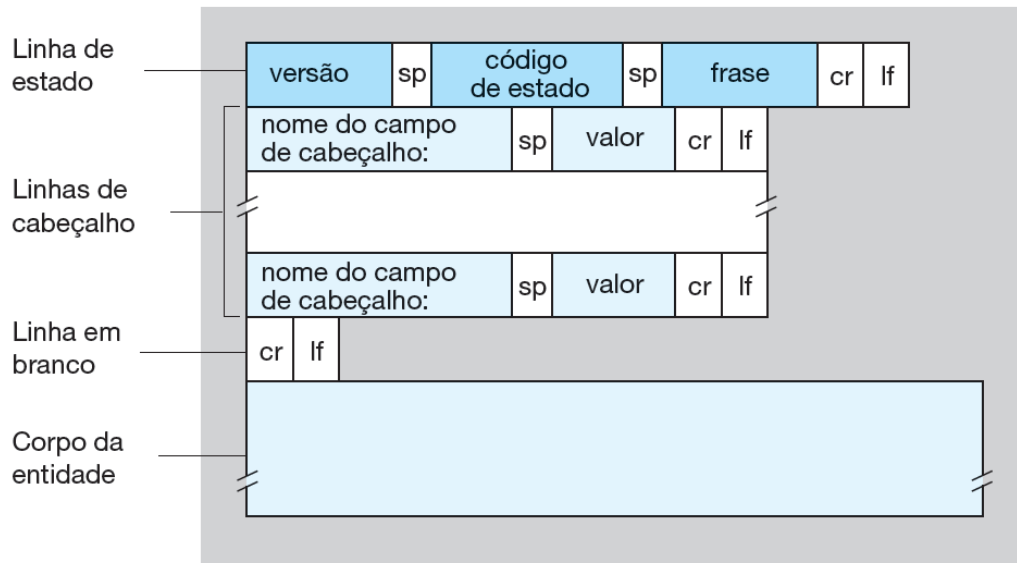 Linha de
estado
versão sp código
de estado sp frase cr lf
Linhas de
cabeçalho
nome do campo
de cabeçalho: sp valor cr lf
nome do campo
de cabeçalho: sp valor cr lf
Linha em
branco
cr lf
Corpo da
entidade